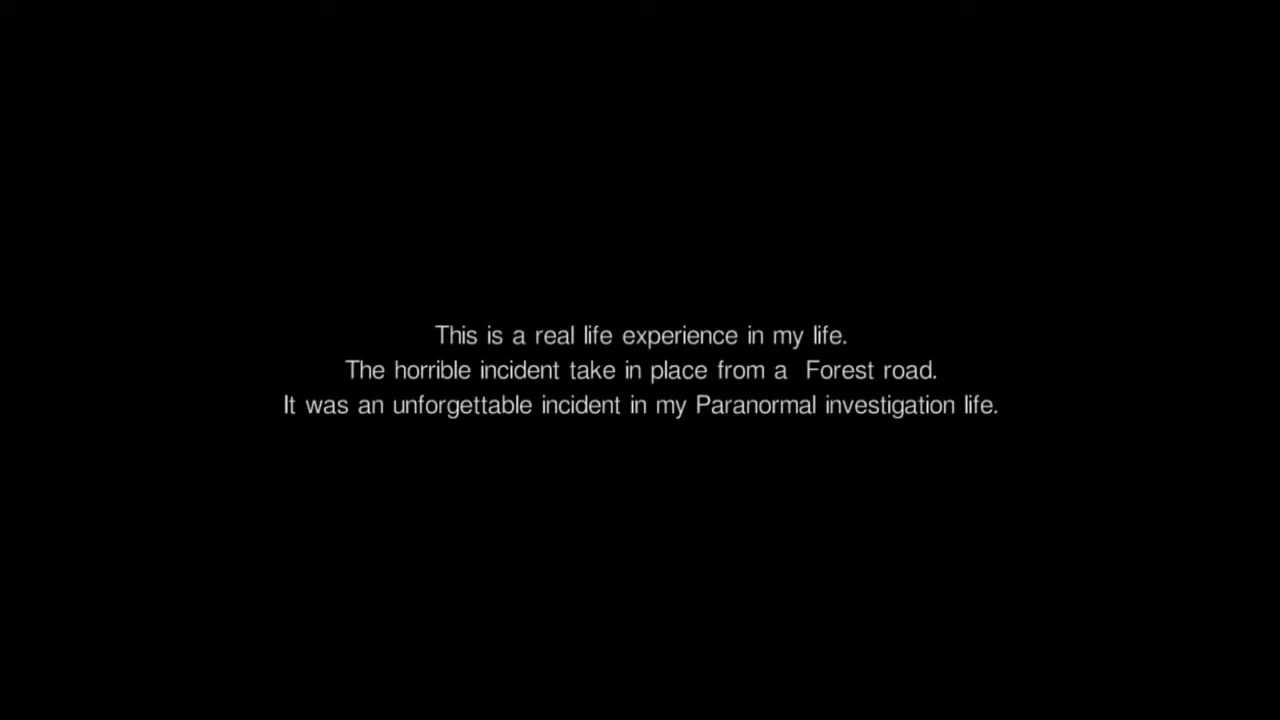 This is a real life experience in my life.
The horrible incident take in place from a  Forest road.
It was an unforgettable incident in my Paranormal investigation life.